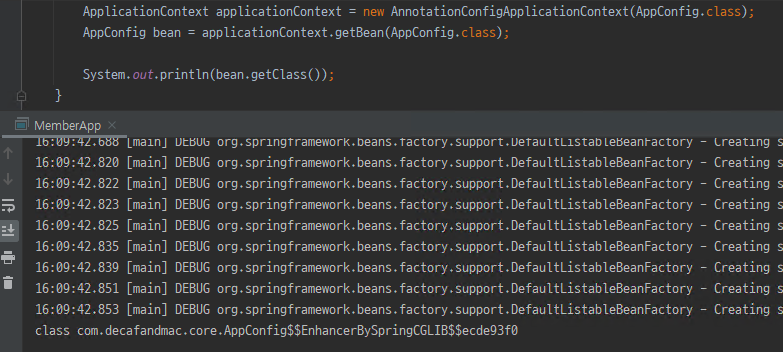 ApplicationContext applicationContext = new AnnotationConfigApplicationContext(AppConfig.class);
AppConfig bean = applicationContext.getBean(AppConfig.class);
System.out.println(bean.getClass());
}
MemberApp ×
16:09:42.688 [main] DEBUG org.springframework.beans.factory.support.DefaultListableBeanFactory - Creating s
16:09:42.820 [main] DEBUG org.springframework.beans.factory.support.DefaultListableBeanFactory - Creating s
16:09:42.822 [main] DEBUG org.springframework.beans.factory.support.DefaultListableBeanFactory - Creating s
16:09:42.823 [main] DEBUG org.springframework.beans.factory.support.DefaultListableBeanFactory - Creating s
16:09:42.825 [main] DEBUG org.springframework.beans.factory.support.DefaultListableBeanFactory - Creating s
16:09:42.835 [main] DEBUG org.springframework.beans.factory.support.DefaultListableBeanFactory - Creating s
16:09:42.839 [main] DEBUG org.springframework.beans.factory.support.DefaultListableBeanFactory - Creating s
16:09:42.851 [main] DEBUG org.springframework.beans.factory.support.DefaultListableBeanFactory - Creating s
16:09:42.853 [main] DEBUG org.springframework.beans.factory.support.DefaultListableBeanFactory - Creating s
class com.decafandmac.core.AppConfig$$EnhancerBySpringCGLIB$$ecde93f0